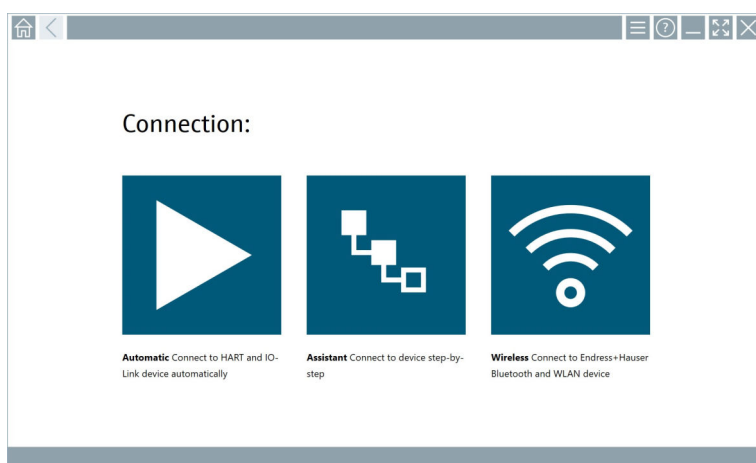 ?
Connection:
Automatic Connect to HART and IO-
Link device automatically
Assistant Connect to device step-by-
step
Wireless Connect to Endress+Hauser
Bluetooth and WLAN device